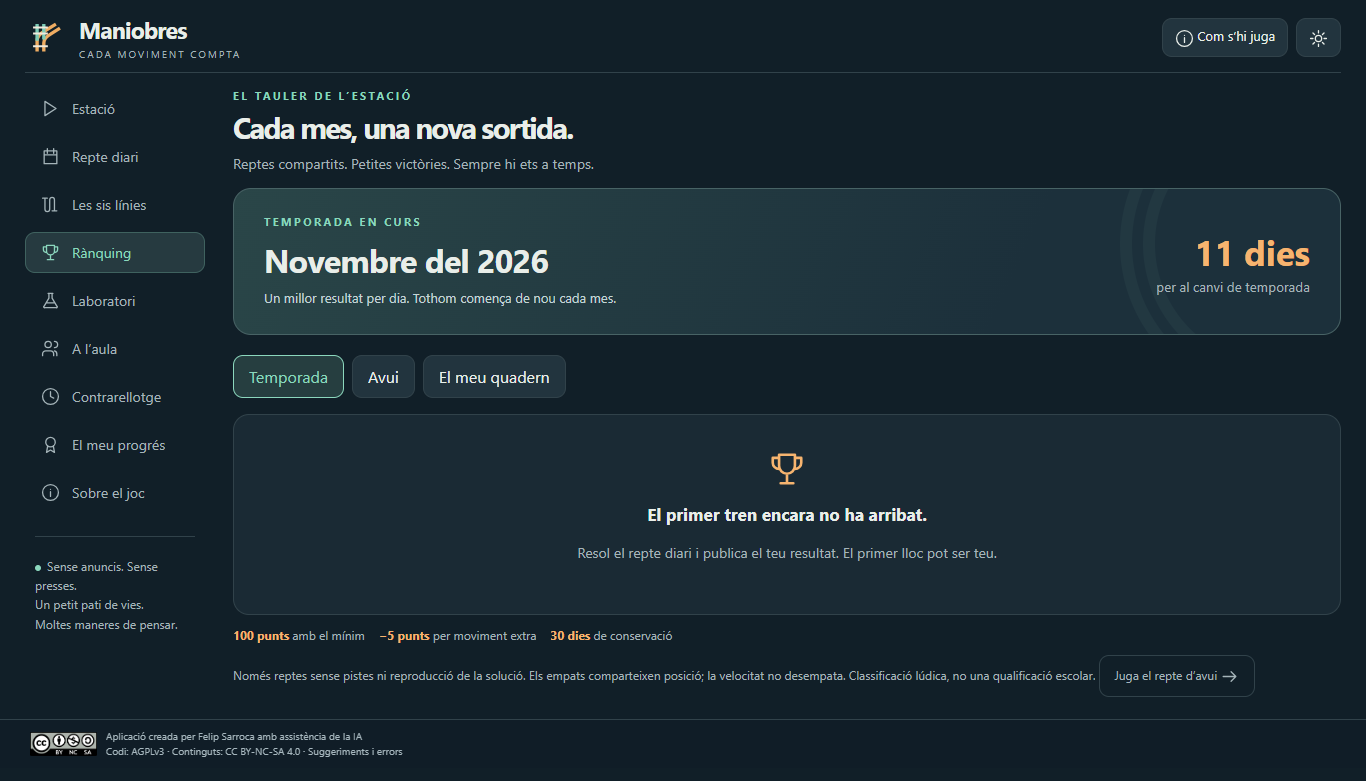 Maniobres
CADA MOVIMENT COMPTA
Com s’hi juga
Estació
Repte diari
Les sis línies
Rànquing
Laboratori
A l’aula
Contrarellotge
El meu progrés
Sobre el joc
Sense anuncis. Sense
presses.
Un petit pati de vies.
Moltes maneres de pensar.
EL TAULER DE L’ESTACIÓ
Cada mes, una nova sortida.
Reptes compartits. Petites victòries. Sempre hi ets a temps.
TEMPORADA EN CURS
Novembre del 2026
Un millor resultat per dia. Tothom comença de nou cada mes.
11 dies
per al canvi de temporada
Temporada
Avui
El meu quadern
El primer tren encara no ha arribat.
Resol el repte diari i publica el teu resultat. El primer lloc pot ser teu.
100 punts amb el mínim −5 punts per moviment extra 30 dies de conservació
Només reptes sense pistes ni reproducció de la solució. Els empats comparteixen posició; la velocitat no desempata. Classificació lúdica, no una qualificació escolar.
Juga el repte d’avui →
cc BY NC SA
Aplicació creada per Felip Sarroca amb assistència de la IA
Codi: AGPLv3 · Continguts: CC BY-NC-SA 4.0 · Suggeriments i errors